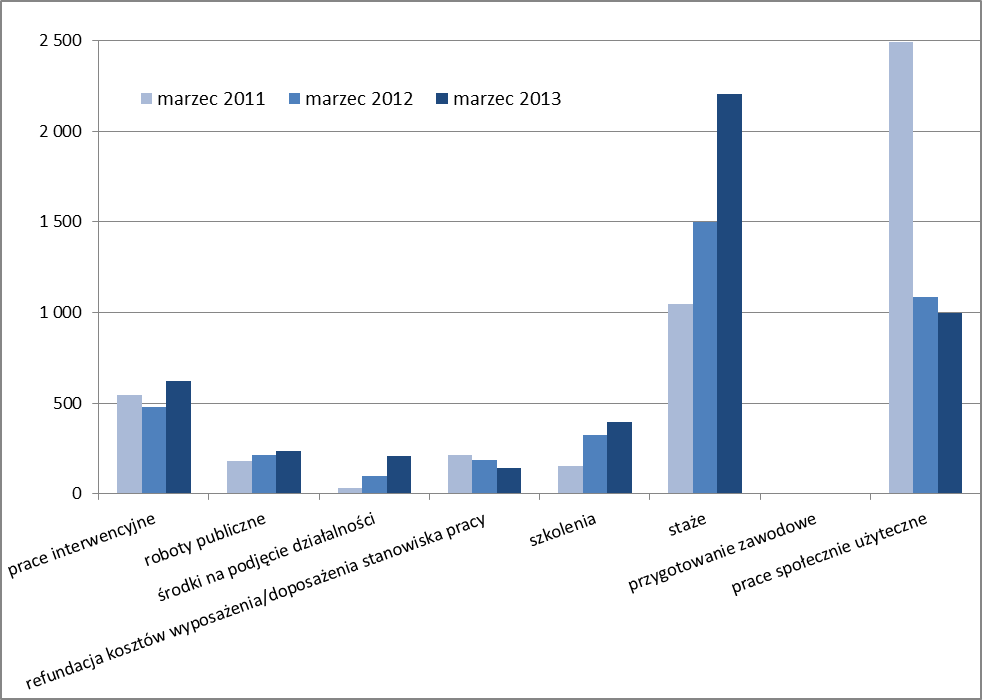 2 500
marzec 2011 marzec 2012 marzec 2013
2 000
1 500
1 000
500
0
prace interwencyjne
roboty publiczne
środki na podjęcie działalności
refundacja kosztów wyposażenia/doposażenia stanowiska pracy
szkolenia
staże
przygotowanie zawodowe
prace społecznie użyteczne